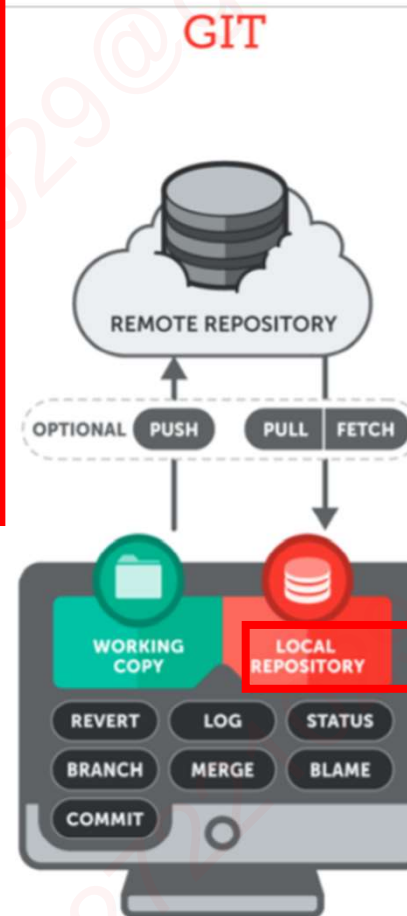 GIT
REMOTE REPOSITORY
OPTIONAL PUSH PULL FETCH
WORKING
COPY
LOCAL
REPOSITORY
REVERT LOG STATUS
BRANCH MERGE BLAME
COMMIT